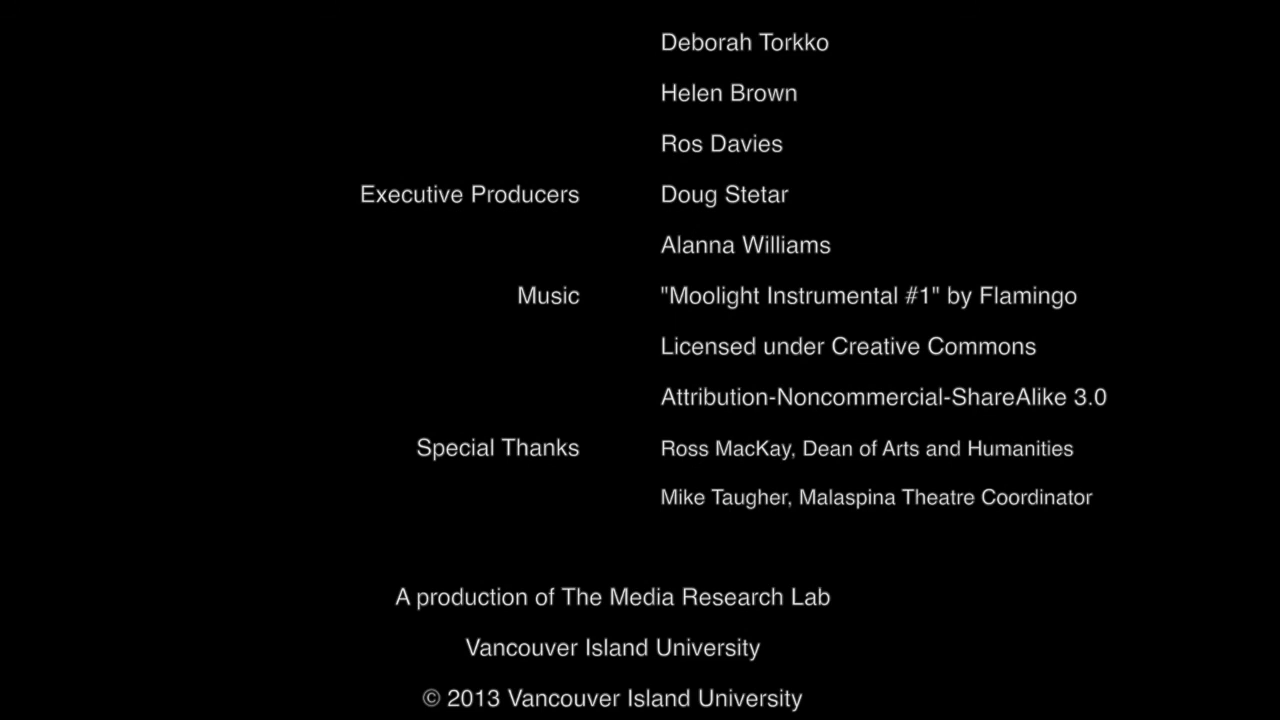 Deborah Torkko
Helen Brown
Ros Davies
Executive Producers Doug Stetar
Alanna Williams
Music "Moolight Instrumental #1" by Flamingo
Licensed under Creative Commons
Attribution-Noncommercial-ShareAlike 3.0
Special Thanks Ross MacKay, Dean of Arts and Humanities
Mike Taugher, Malaspina Theatre Coordinator
A production of The Media Research Lab
Vancouver Island University
© 2013 Vancouver Island University